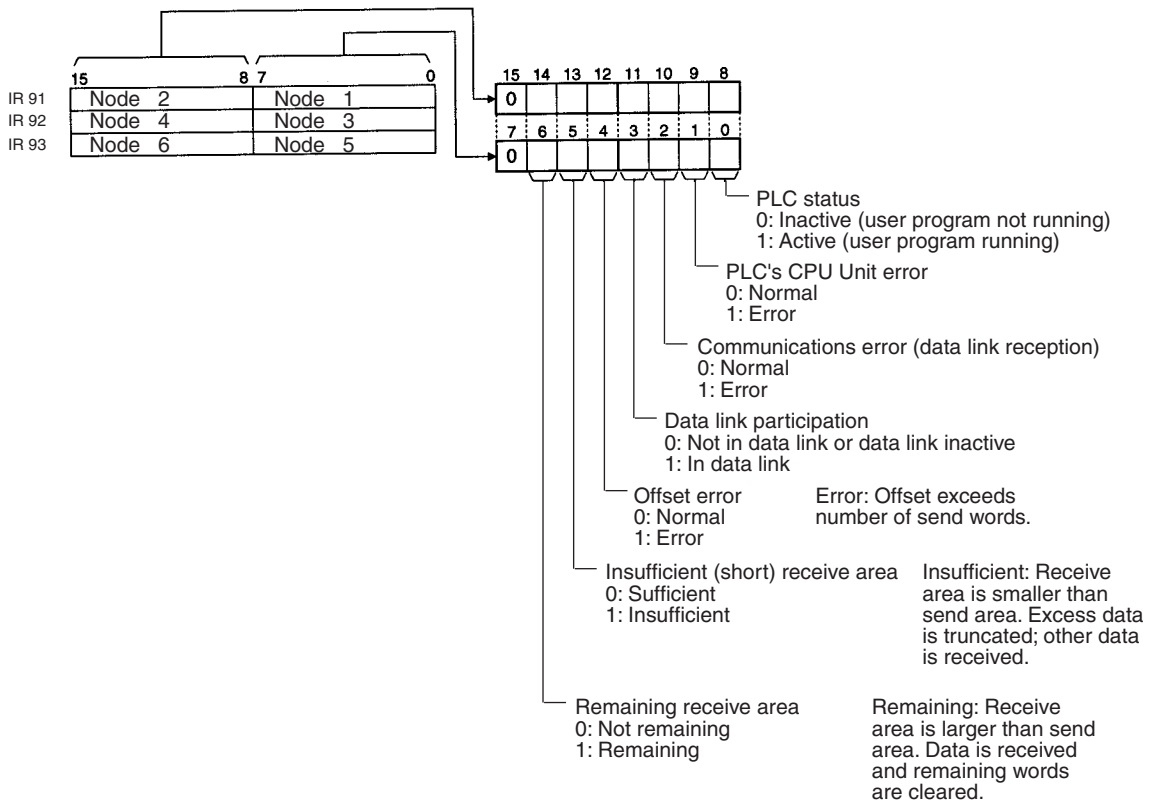 15 8 7 0
IR 91 Node 2 Node 1
IR 92 Node 4 Node 3
IR 93 Node 6 Node 5
15 14 13 12 11 10 9 8
0
7 6 5 4 3 2 1 0
0
PLC status
0: Inactive (user program not running)
1: Active (user program running)
PLC's CPU Unit error
0: Normal
1: Error
Communications error (data link reception)
0: Normal
1: Error
Data link participation
0: Not in data link or data link inactive
1: In data link
Offset error
0: Normal
1: Error
Error: Offset exceeds
number of send words.
Insufficient (short) receive area
0: Sufficient
1: Insufficient
Insufficient: Receive
area is smaller than
send area. Excess data
is truncated; other data
is received.
Remaining receive area
0: Not remaining
1: Remaining
Remaining: Receive
area is larger than send
area. Data is received
and remaining words
are cleared.